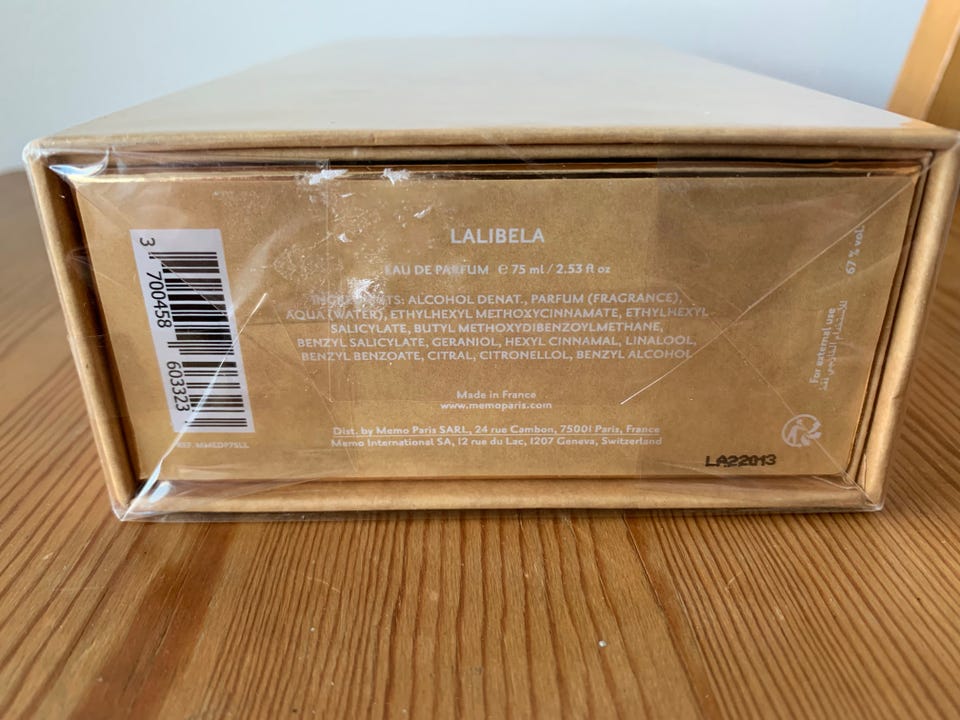 LALIBELA
EAU DE PARFUM ℮ 75 ml / 2.53 fl oz
INGREDIENTS: ALCOHOL DENAT., PARFUM (FRAGRANCE),
AQUA (WATER), ETHYLHEXYL METHOXYCINNAMATE, ETHYLHEXYL
SALICYLATE, BUTYL METHOXYDIBENZOYLMETHANE,
BENZYL SALICYLATE, GERANIOL, HEXYL CINNAMAL, LINALOOL,
BENZYL BENZOATE, CITRAL, CITRONELLOL, BENZYL ALCOHOL
Made in France
www.memoparis.com
Dist. by Memo Paris SARL, 24 rue Cambon, 75001 Paris, France
Memo International SA, 12 rue du Lac, 1207 Geneva, Switzerland
3 700458 603323
REF. MMEDP75LL
67 % vol.
For external use
LA22013